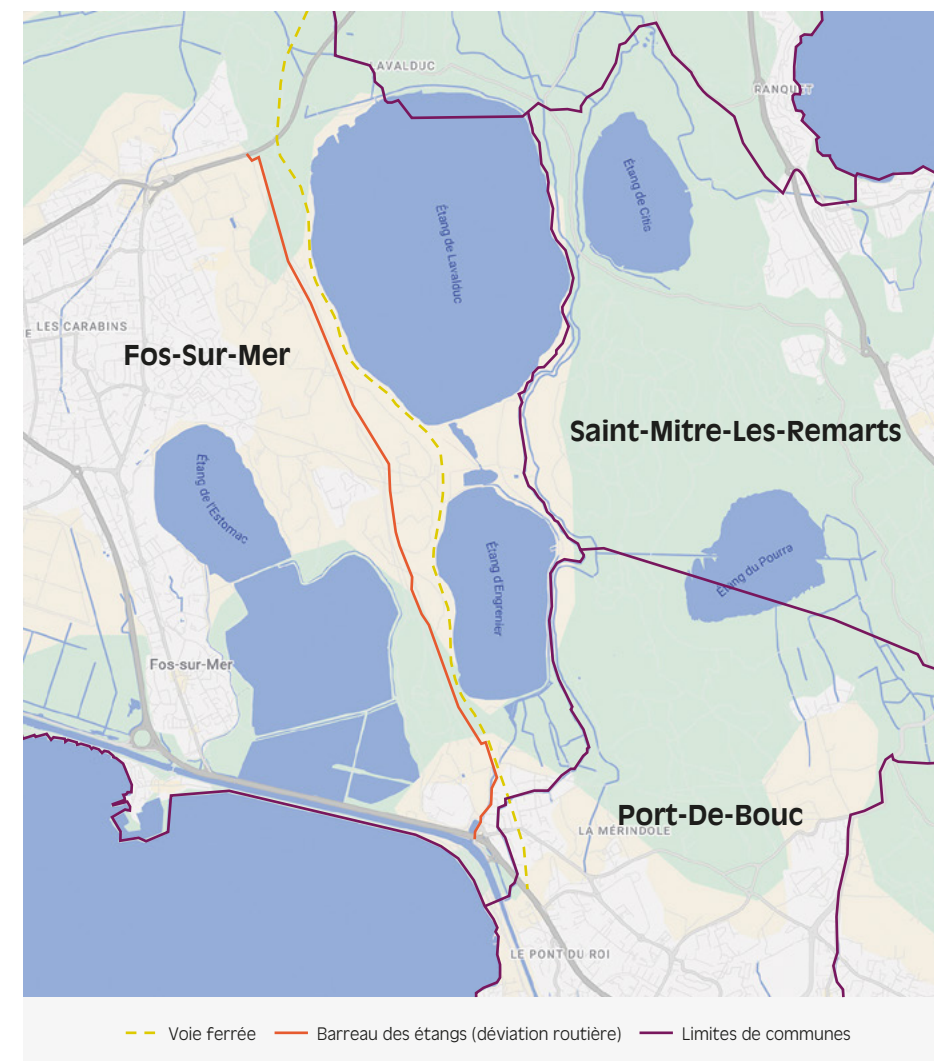 LAVALDUC
RANQUET
Étang de Citis
Étang de Lavalduc
E LES CARABINS
Fos-Sur-Mer
Saint-Mitre-Les-Remarts
Étang de l'Estomac
Étang d'Engrenier
Étang du Pourra
Fos-sur-Mer
Port-De-Bouc
LA MÉRINDOLE
LE PONT DU ROI
Voie ferrée
Barreau des étangs (déviation routière)
Limites de communes